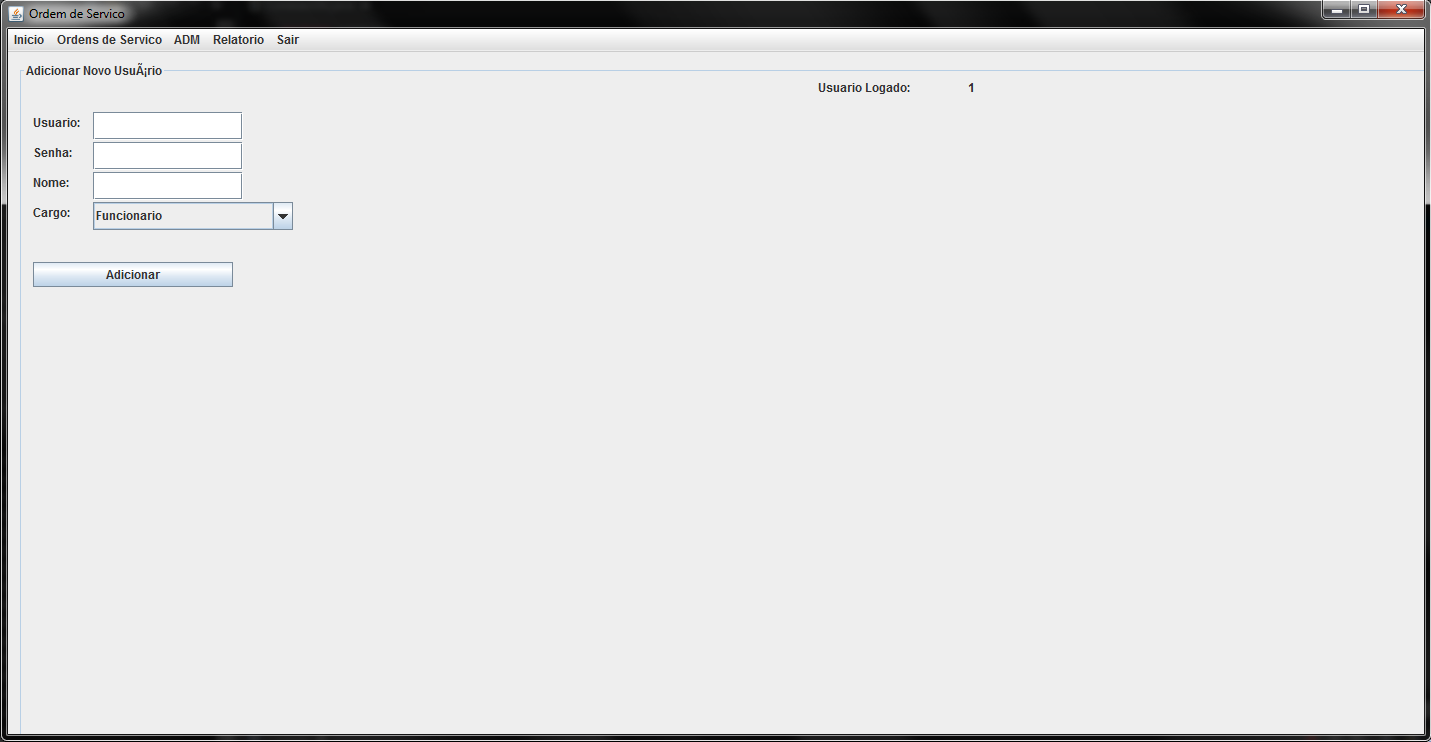 Ordem de Servico
Inicio Ordens de Servico ADM Relatorio Sair
Adicionar Novo UsuÃ¡rio
Usuario Logado: 1
Usuario:
Senha:
Nome:
Cargo: Funcionario
Adicionar